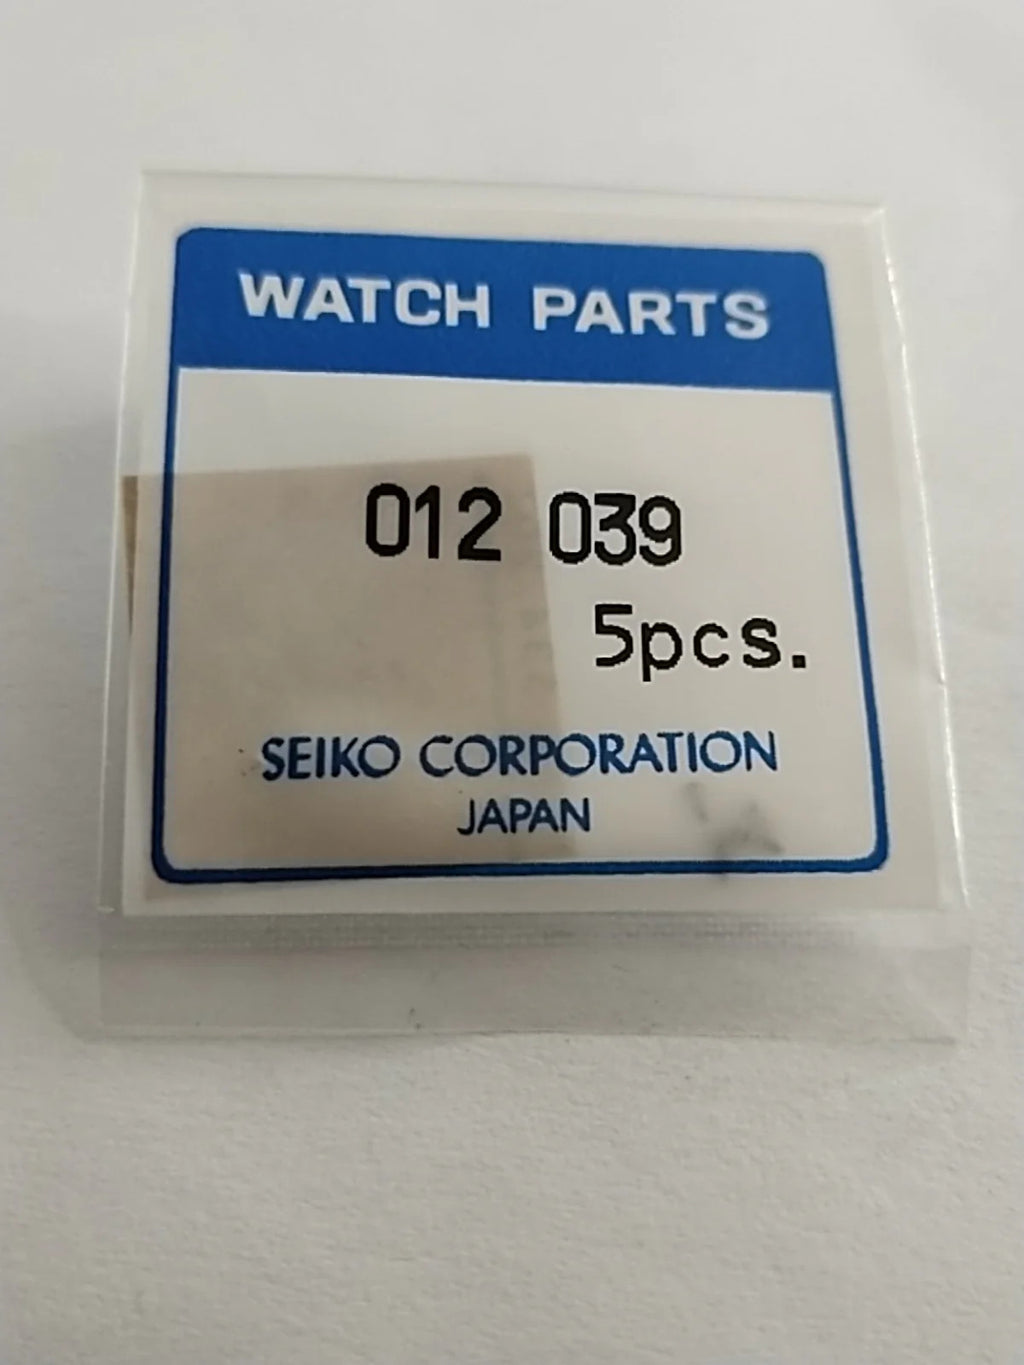 WATCH PARTS
012 039
5pcs.
SEIKO CORPORATION
JAPAN